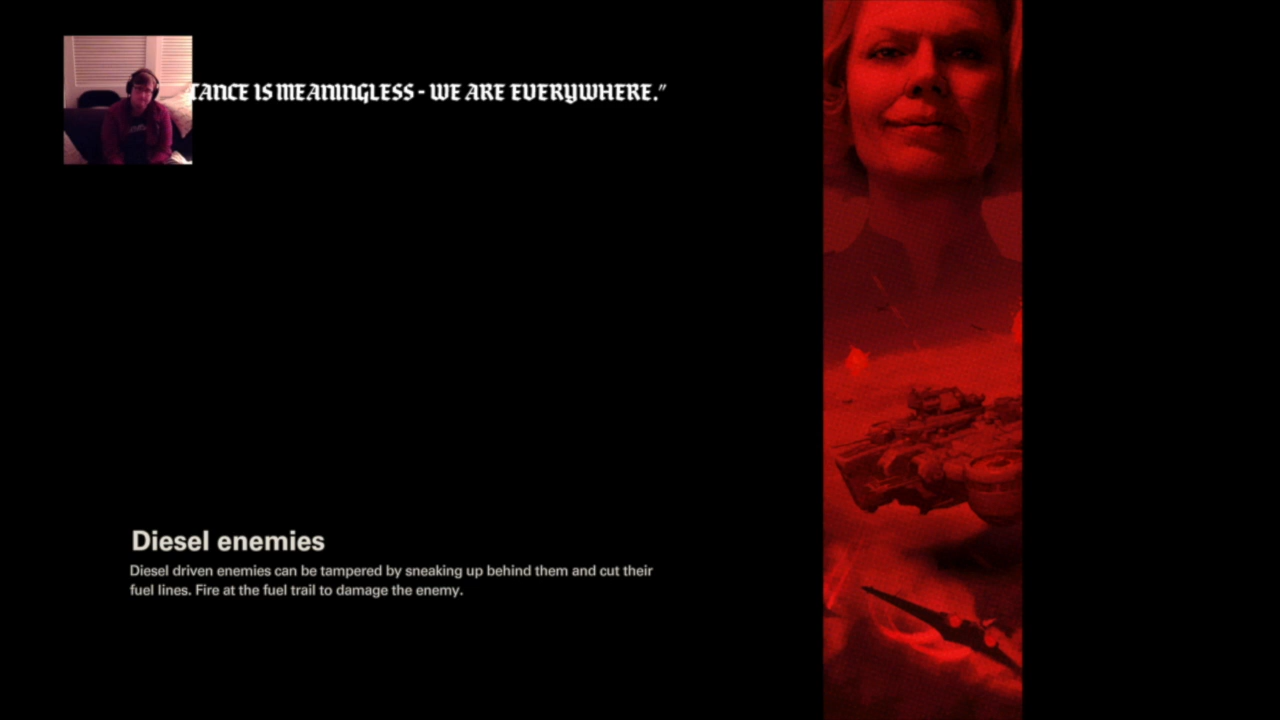 TANCE IS MEANINGLESS - WE ARE EVERYWHERE.”
Diesel enemies
Diesel driven enemies can be tampered by sneaking up behind them and cut their
fuel lines. Fire at the fuel trail to damage the enemy.